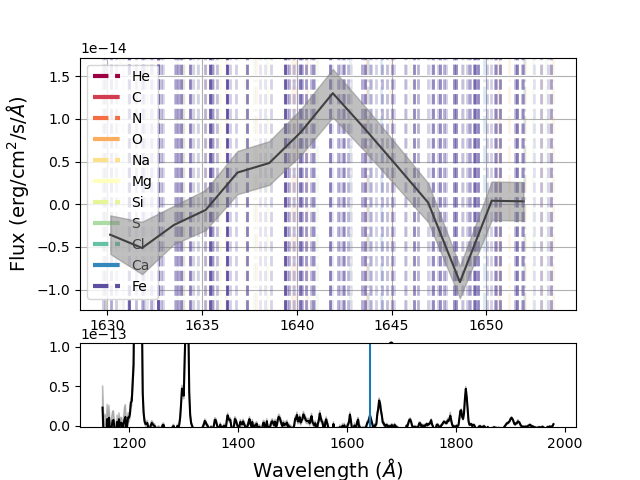 1e−14
Flux (erg/cm²/s/Å)
1.5
1.0
0.5
0.0
−0.5
−1.0
He
C
N
O
Na
Mg
Si
S
Cl
Ca
Fe
1630
1635
1640
1645
1650
1e−13
1.0
0.5
0.0
1200
1400
1600
1800
2000
Wavelength (Å)